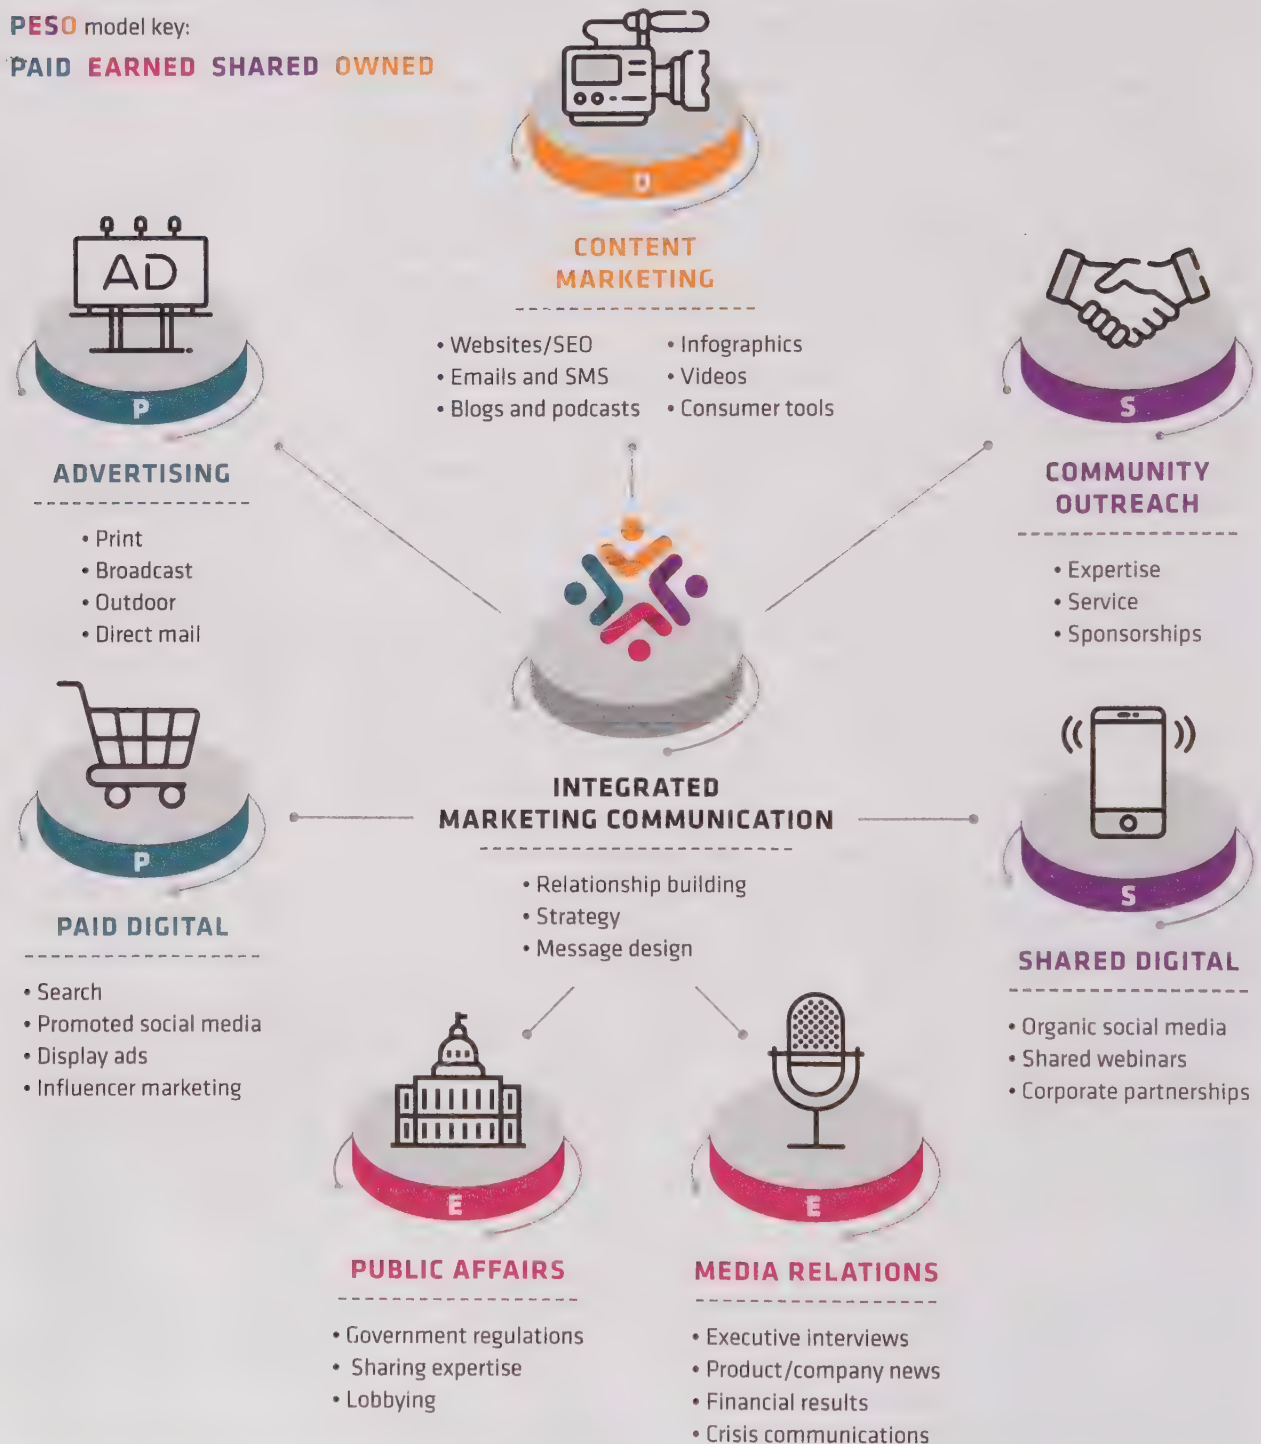 PESO model key:
PAID EARNED SHARED OWNED
O
CONTENT
MARKETING
• Websites/SEO
• Emails and SMS
• Blogs and podcasts
• Infographics
• Videos
• Consumer tools
AD
P
ADVERTISING
• Print
• Broadcast
• Outdoor
• Direct mail
S
COMMUNITY
OUTREACH
• Expertise
• Service
• Sponsorships
P
PAID DIGITAL
• Search
• Promoted social media
• Display ads
• Influencer marketing
INTEGRATED
MARKETING COMMUNICATION
• Relationship building
• Strategy
• Message design
S
SHARED DIGITAL
• Organic social media
• Shared webinars
• Corporate partnerships
E
PUBLIC AFFAIRS
• Government regulations
• Sharing expertise
• Lobbying
E
MEDIA RELATIONS
• Executive interviews
• Product/company news
• Financial results
• Crisis communications